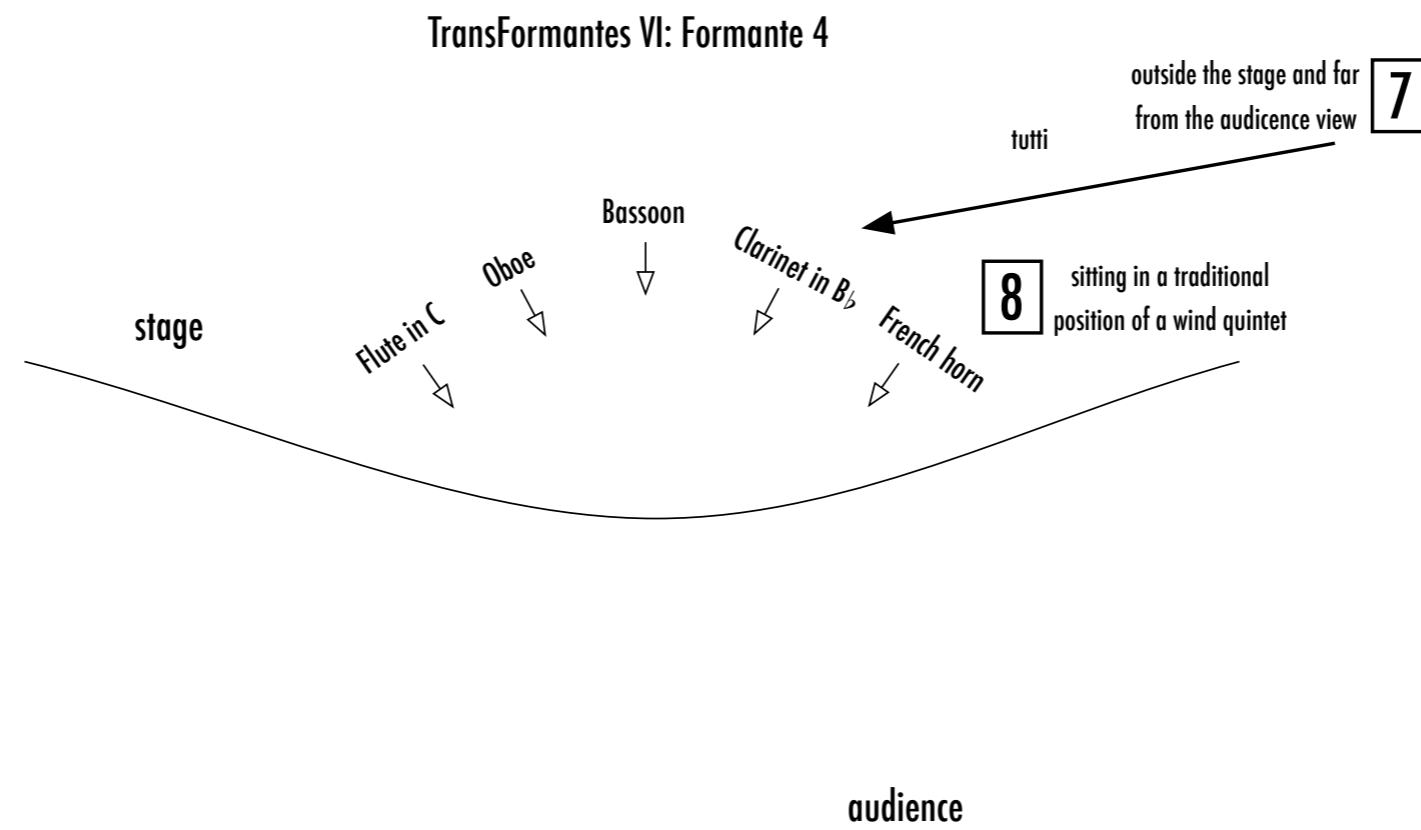 TransFormantes VI: Formante 4
outside the stage and far
from the audicence view
7
tutti
Bassoon
Clarinet in B♭
Oboe
8
sitting in a traditional
position of a wind quintet
stage
Flute in C
French horn
audience